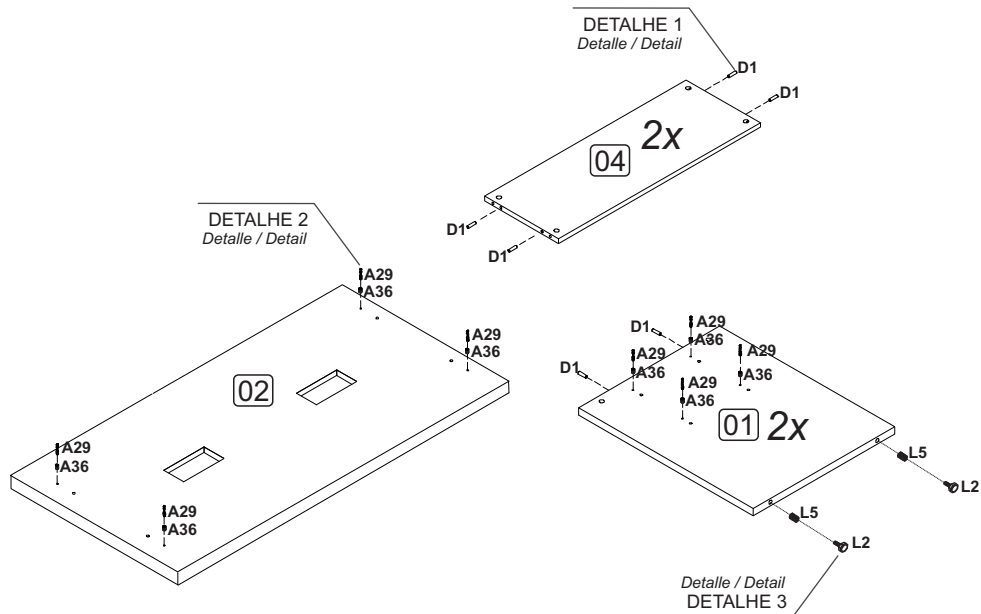 DETALHE 1
Detalle / Detail
D1
D1
2x
04
D1
D1
DETALHE 2
Detalle / Detail
A29
A36
A29
A36
02
A29
A36
A29
A36
D1
A29
A36
D1
A29
A36
A29
A36
A29
A36
01 2x
L5
L2
L5
L2
Detalle / Detail
DETALHE 3